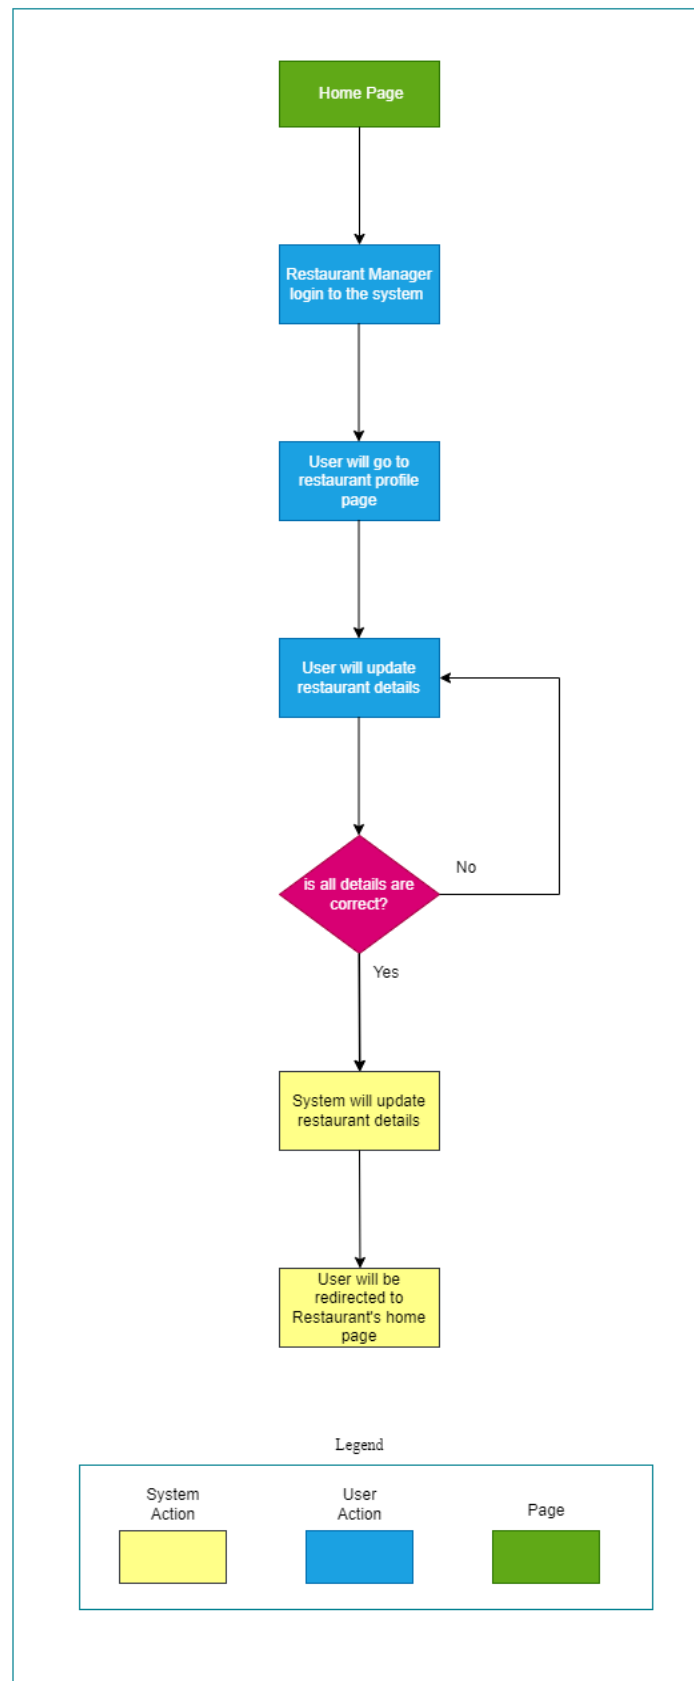 Home Page
Restaurant Manager
login to the system
User will go to
restaurant profile
page
User will update
restaurant details
is all details are
correct?
No
Yes
System will update
restaurant details
User will be
redirected to
Restaurant's home
page
Legend
System
Action
User
Action
Page